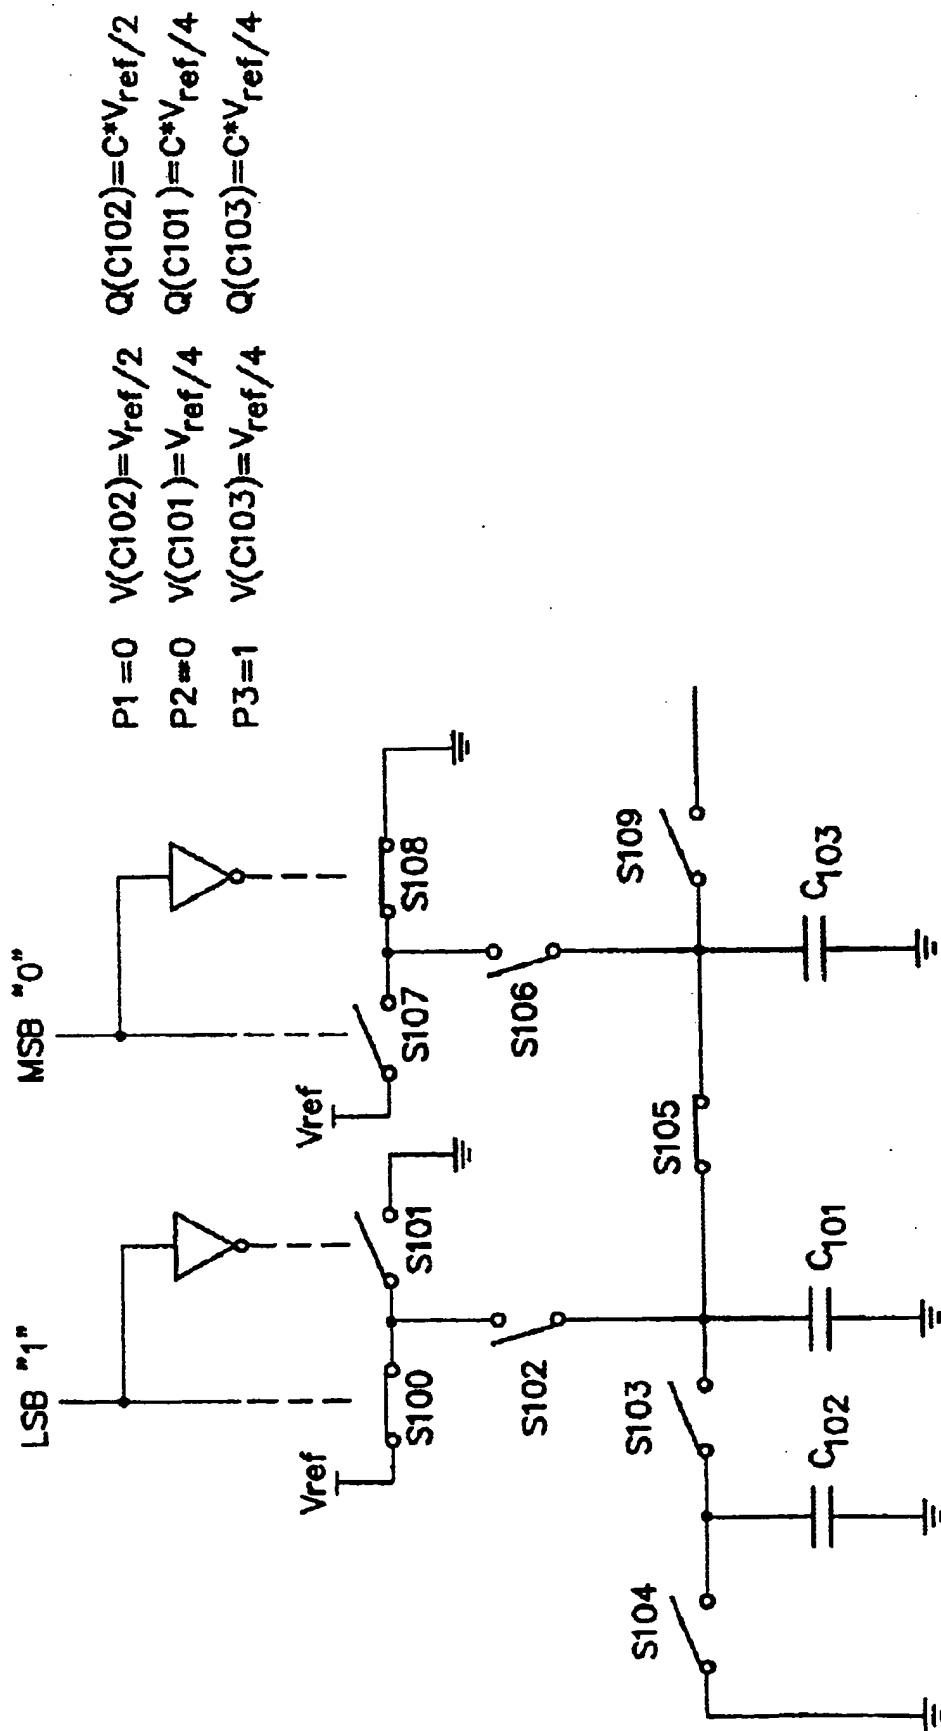 P1=0 V(C102)=Vref/2 Q(C102)=C*Vref/2
P2=0 V(C101)=Vref/4 Q(C101)=C*Vref/4
P3=1 V(C103)=Vref/4 Q(C103)=C*Vref/4
LSB "1"
MSB "0"
Vref
S100
S101
Vref
S107
S108
S102
S106
S104
S103
S105
S109
C102
C101
C103